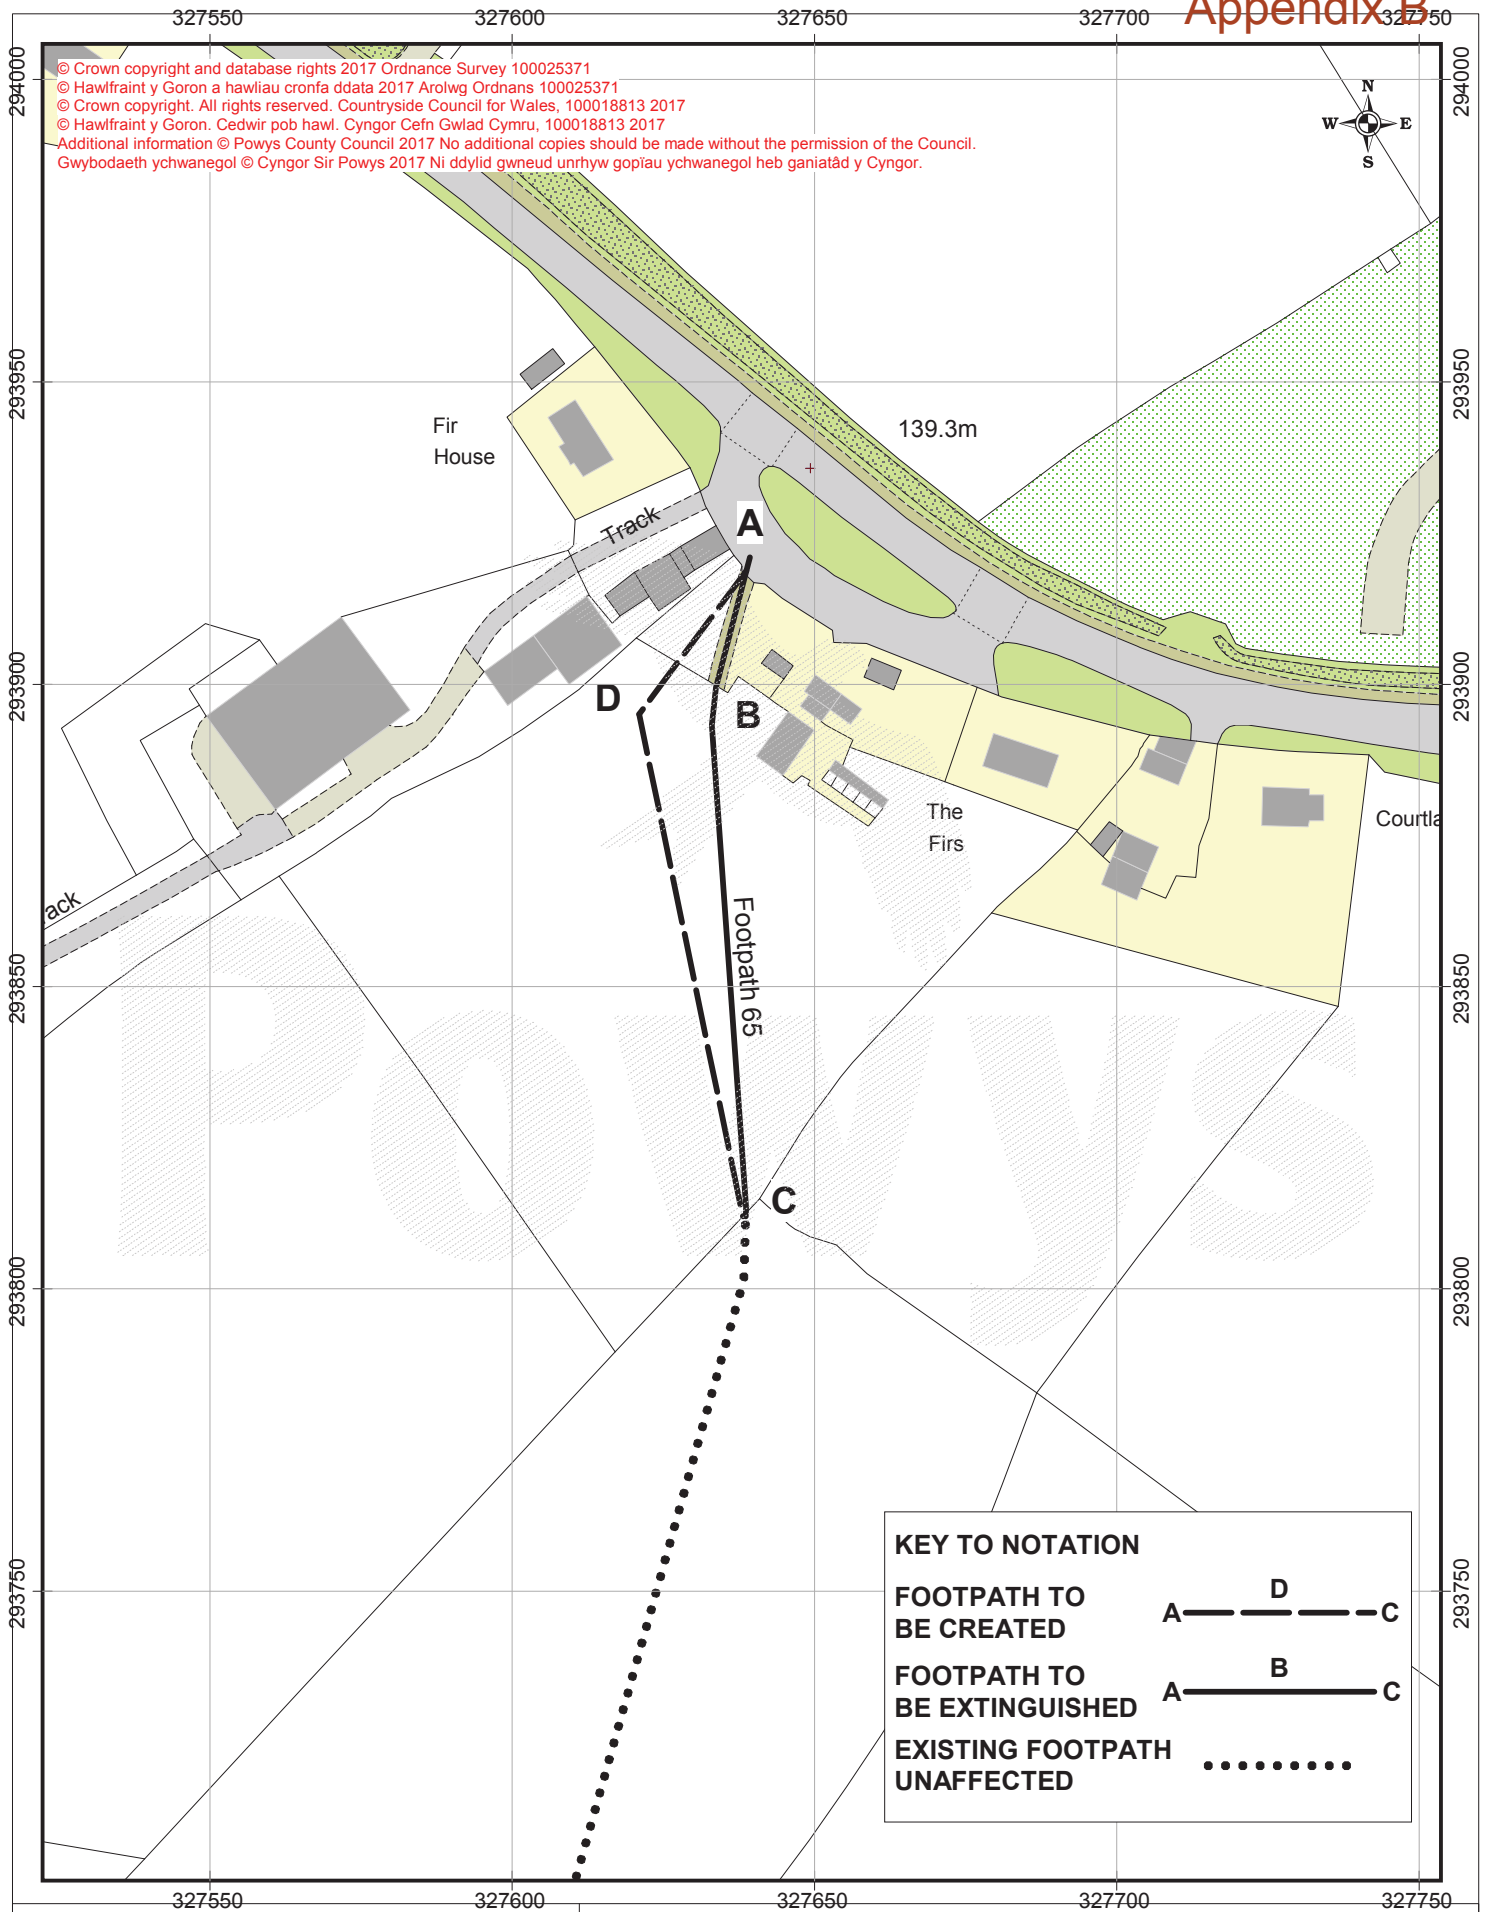 Appendix B
327550
327600
327650
327700
327750
294000
294000
© Crown copyright and database rights 2017 Ordnance Survey 100025371
© Hawlfraint y Goron a hawliau cronfa ddata 2017 Arolwg Ordnans 100025371
© Crown copyright. All rights reserved. Countryside Council for Wales, 100018813 2017
© Hawlfraint y Goron. Cedwir pob hawl. Cyngor Cefn Gwlad Cymru, 100018813 2017
Additional information © Powys County Council 2017 No additional copies should be made without the permission of the Council.
Gwybodaeth ychwanegol © Cyngor Sir Powys 2017 Ni ddylid gwneud unrhyw gopïau ychwanegol heb ganiatâd y Cyngor.
N
W E
S
293950
293950
Fir
House
139.3m
Track
A
293900
293900
D
B
The
Firs
Courtla
ack
Footpath 65
293850
293850
Powys
C
293800
293800
293750
293750
KEY TO NOTATION
FOOTPATH TO
BE CREATED
A D C
FOOTPATH TO
BE EXTINGUISHED
A B C
EXISTING FOOTPATH
UNAFFECTED
327550
327600
327650
327700
327750